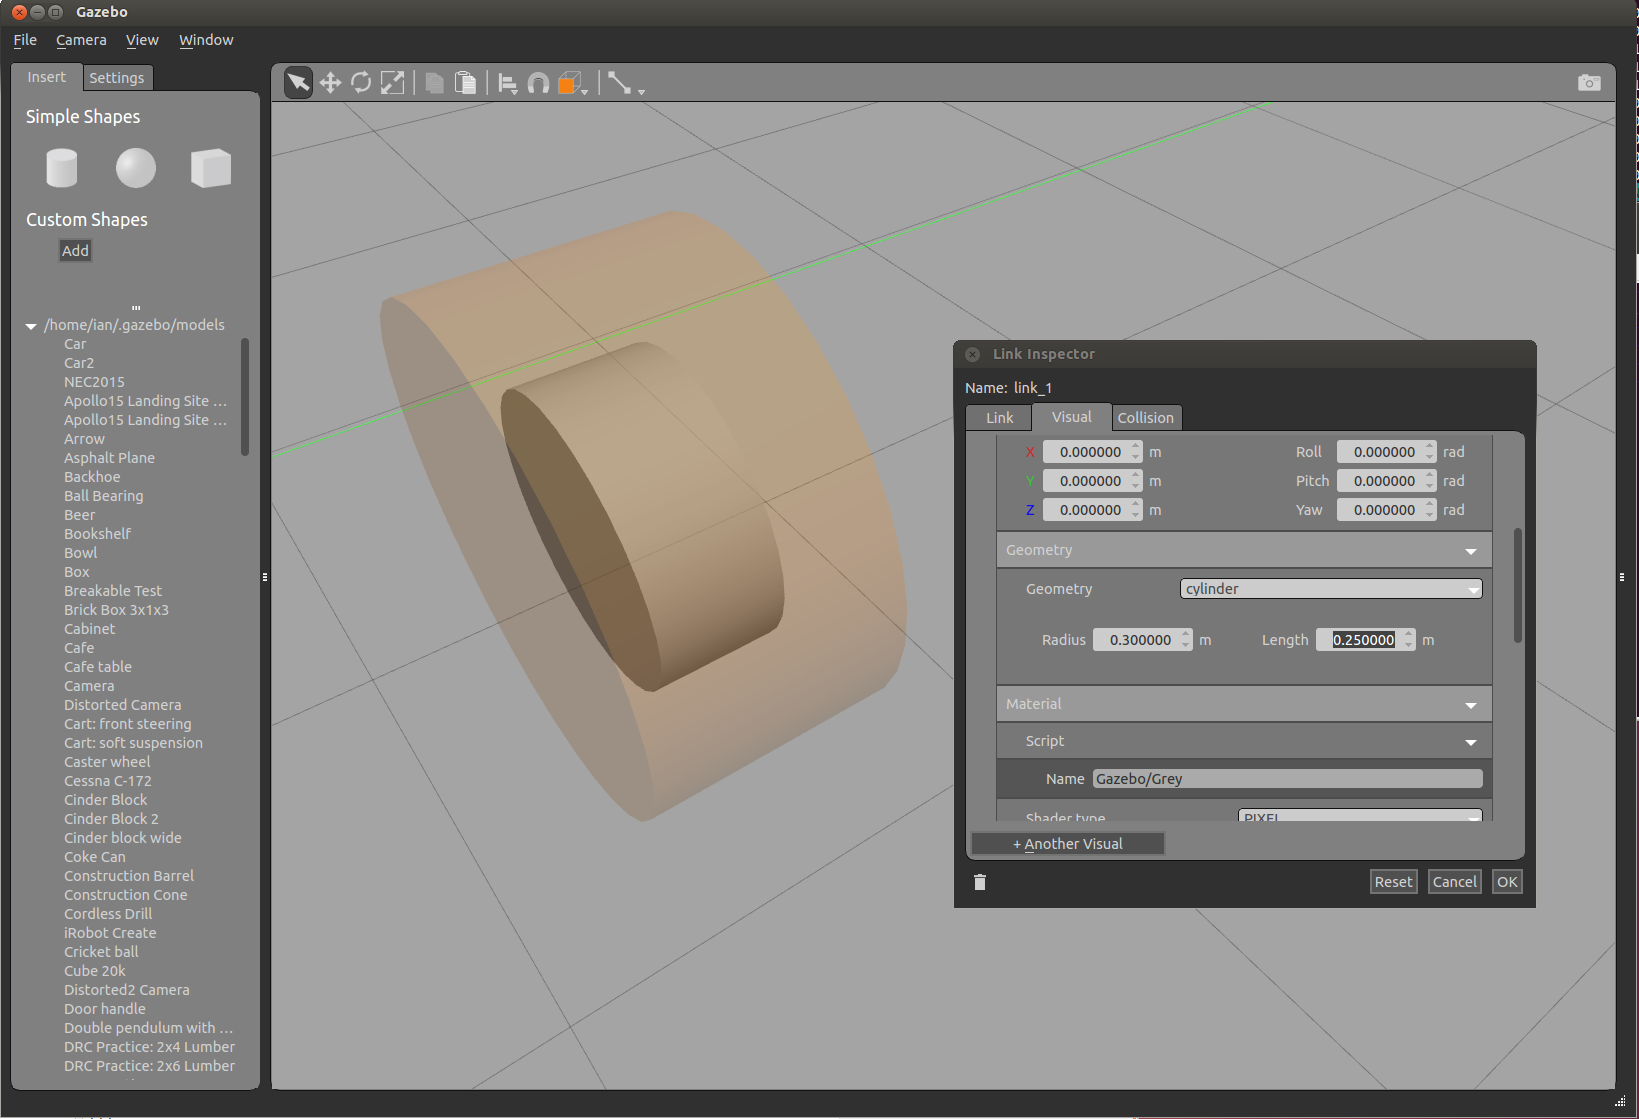 Gazebo
File Camera View Window
Insert Settings
Simple Shapes
Custom Shapes
Add
/home/ian/.gazebo/models
Car
Car2
NEC2015
Apollo15 Landing Site ...
Apollo15 Landing Site ...
Arrow
Asphalt Plane
Backhoe
Ball Bearing
Beer
Bookshelf
Bowl
Box
Breakable Test
Brick Box 3x1x3
Cabinet
Cafe
Cafe table
Camera
Distorted Camera
Cart: front steering
Cart: soft suspension
Caster wheel
Cessna C-172
Cinder Block
Cinder Block 2
Cinder block wide
Coke Can
Construction Barrel
Construction Cone
Cordless Drill
iRobot Create
Cricket ball
Cube 20k
Distorted2 Camera
Door handle
Double pendulum with ...
DRC Practice: 2x4 Lumber
DRC Practice: 2x6 Lumber
Link Inspector
Name: link_1
Link Visual Collision
X 0.000000 m Roll 0.000000 rad
Y 0.000000 m Pitch 0.000000 rad
Z 0.000000 m Yaw 0.000000 rad
Geometry
Geometry cylinder
Radius 0.300000 m Length 0.250000 m
Material
Script
Name Gazebo/Grey
Shader type PIXEL
+ Another Visual
Reset Cancel OK